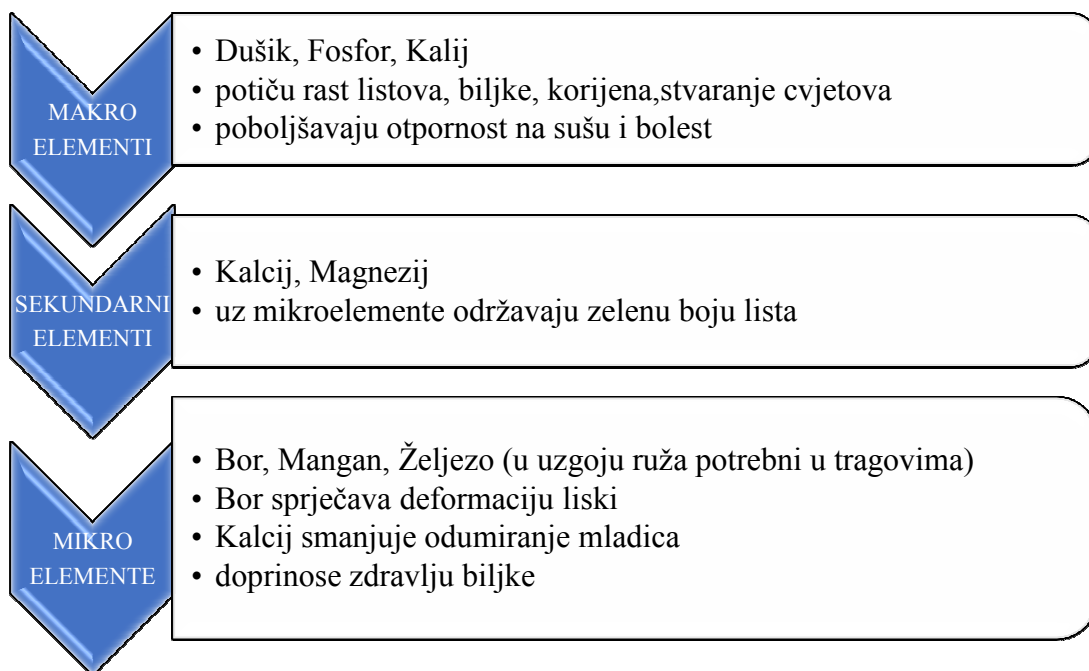 MAKRO
ELEMENTI
• Dušik, Fosfor, Kalij
• potiču rast listova, biljke, korijena,stvaranje cvjetova
• poboljšavaju otpornost na sušu i bolest
SEKUNDARNI
ELEMENTI
• Kalcij, Magnezij
• uz mikroelemente održavaju zelenu boju lista
MIKRO
ELEMENTE
• Bor, Mangan, Željezo (u uzgoju ruža potrebni u tragovima)
• Bor sprječava deformaciju liski
• Kalcij smanjuje odumiranje mladica
• doprinose zdravlju biljke